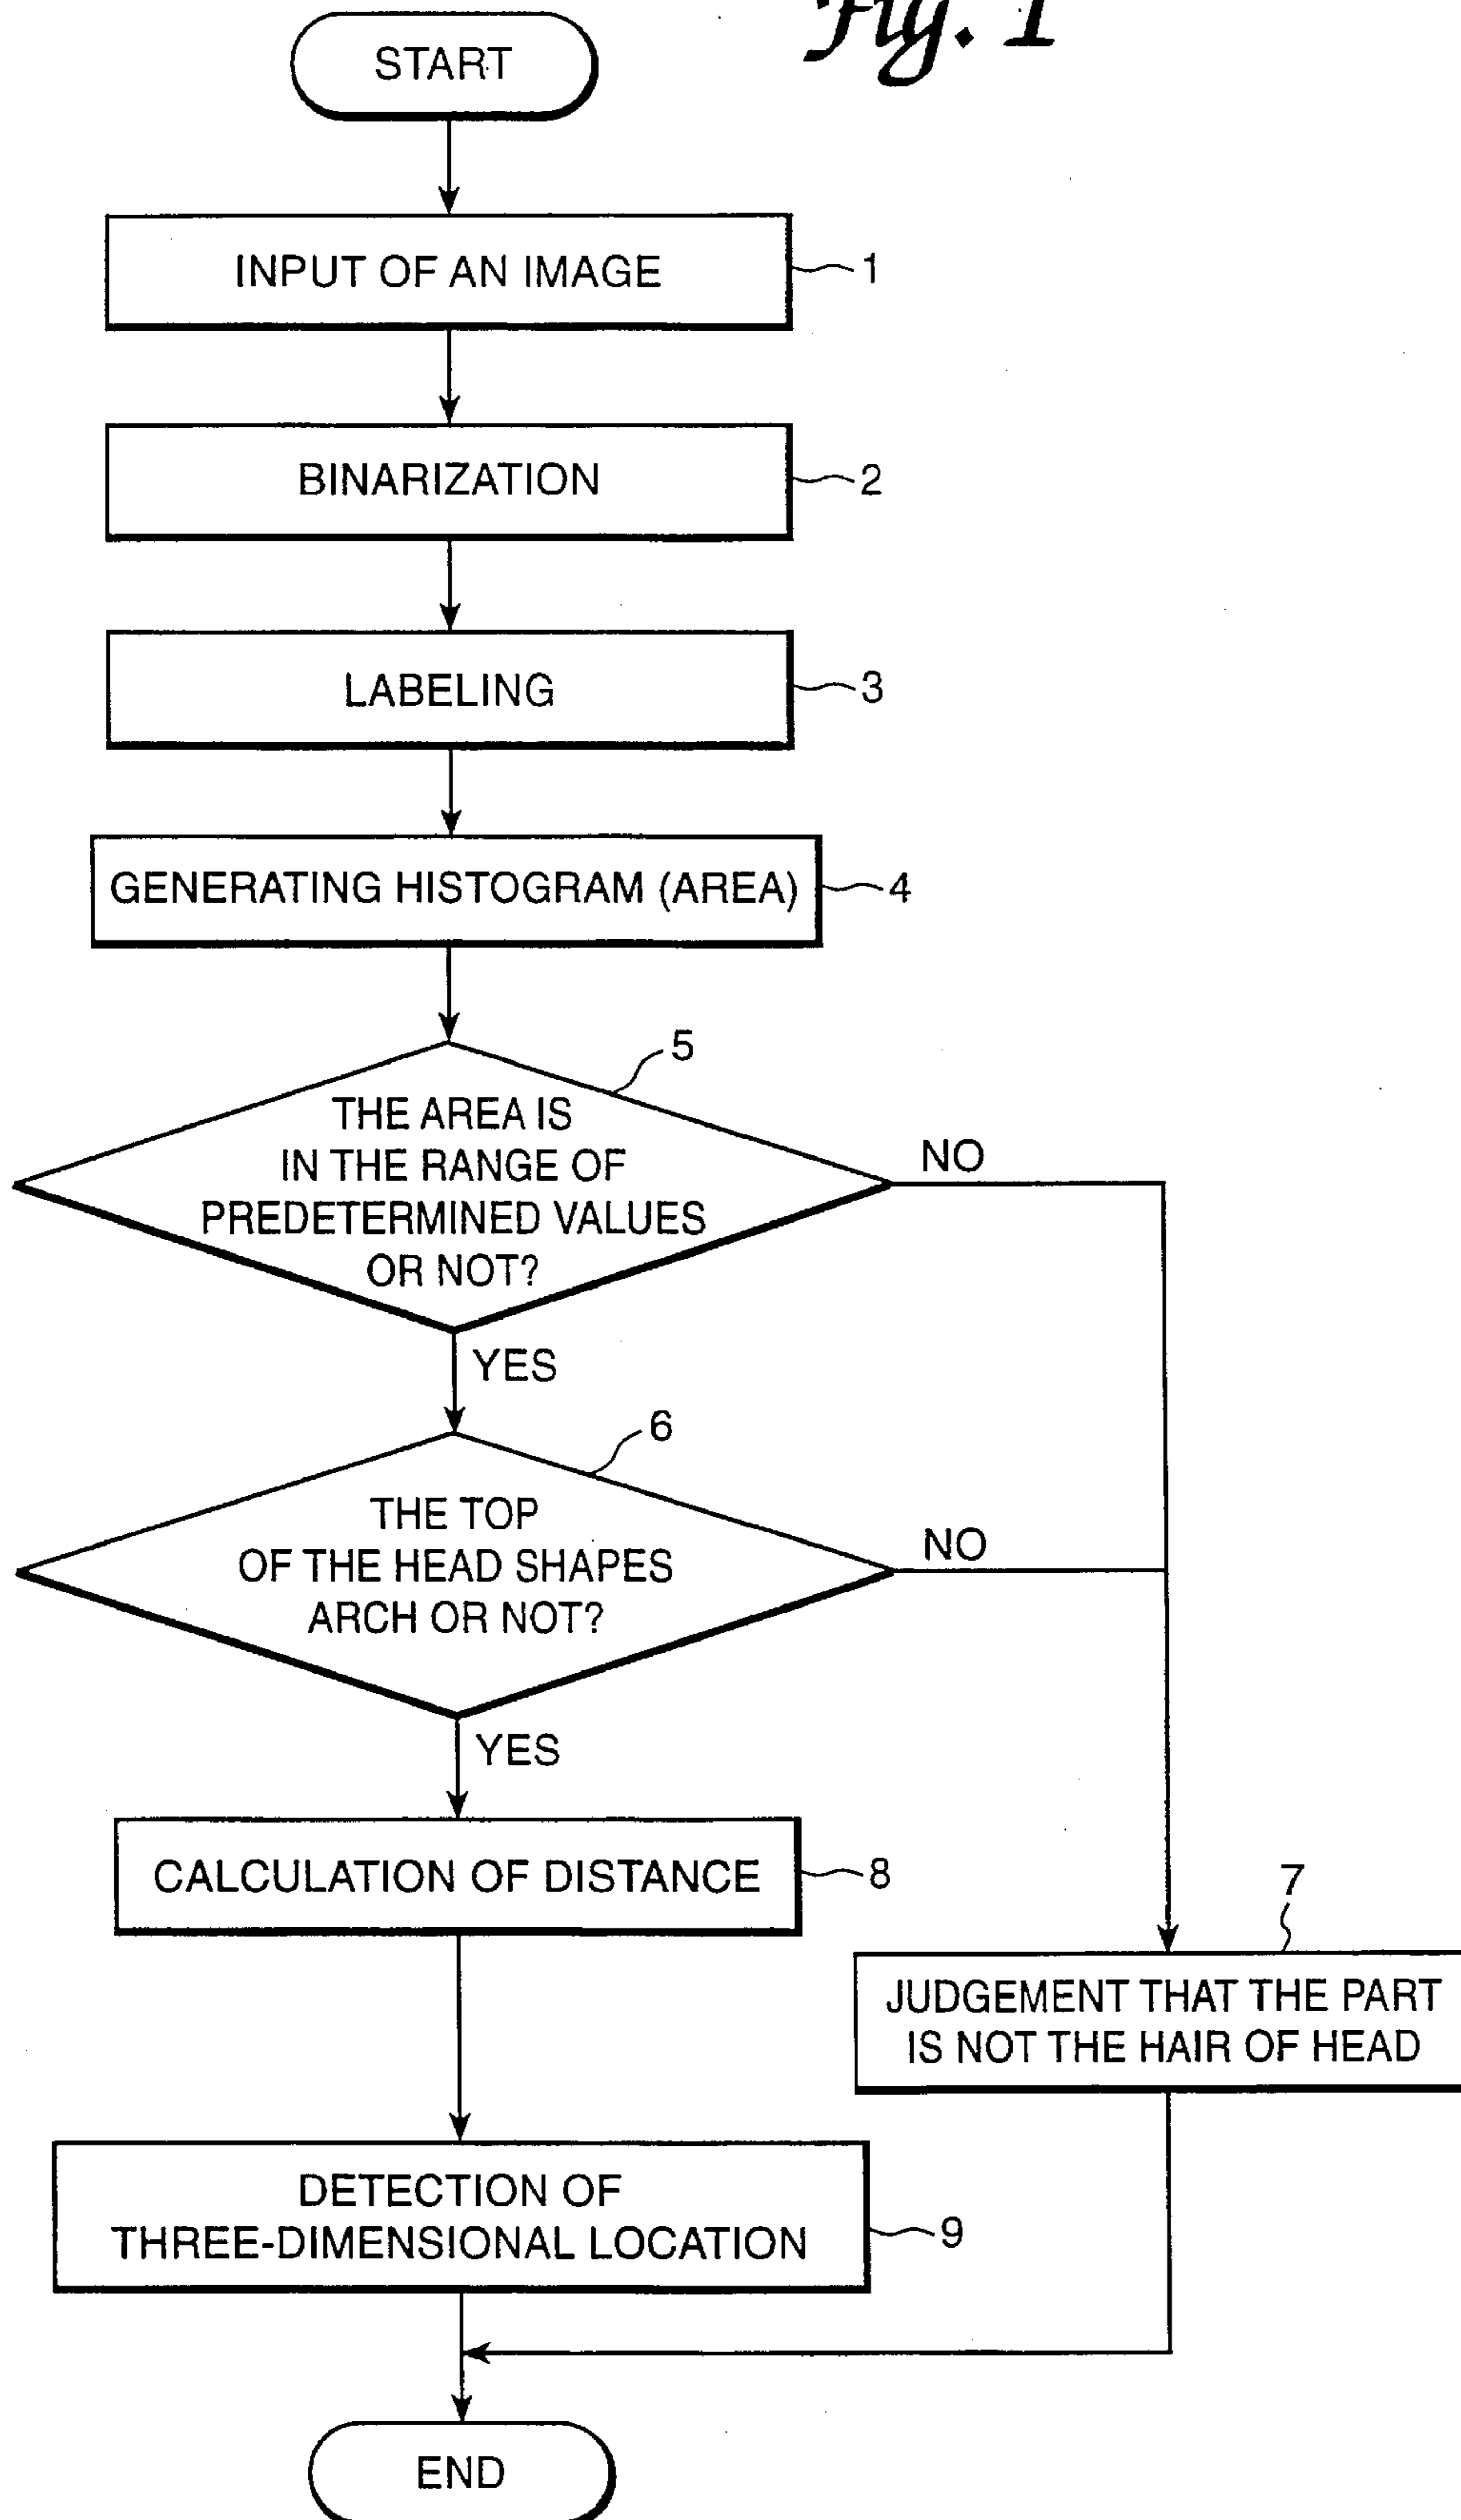 Fig. 1
START
INPUT OF AN IMAGE
1
BINARIZATION
2
LABELING
3
GENERATING HISTOGRAM (AREA)
4
5
THE AREA IS
IN THE RANGE OF
PREDETERMINED VALUES
OR NOT?
NO
YES
6
THE TOP
OF THE HEAD SHAPES
ARCH OR NOT?
NO
YES
CALCULATION OF DISTANCE
8
7
JUDGEMENT THAT THE PART
IS NOT THE HAIR OF HEAD
DETECTION OF
THREE-DIMENSIONAL LOCATION
9
END